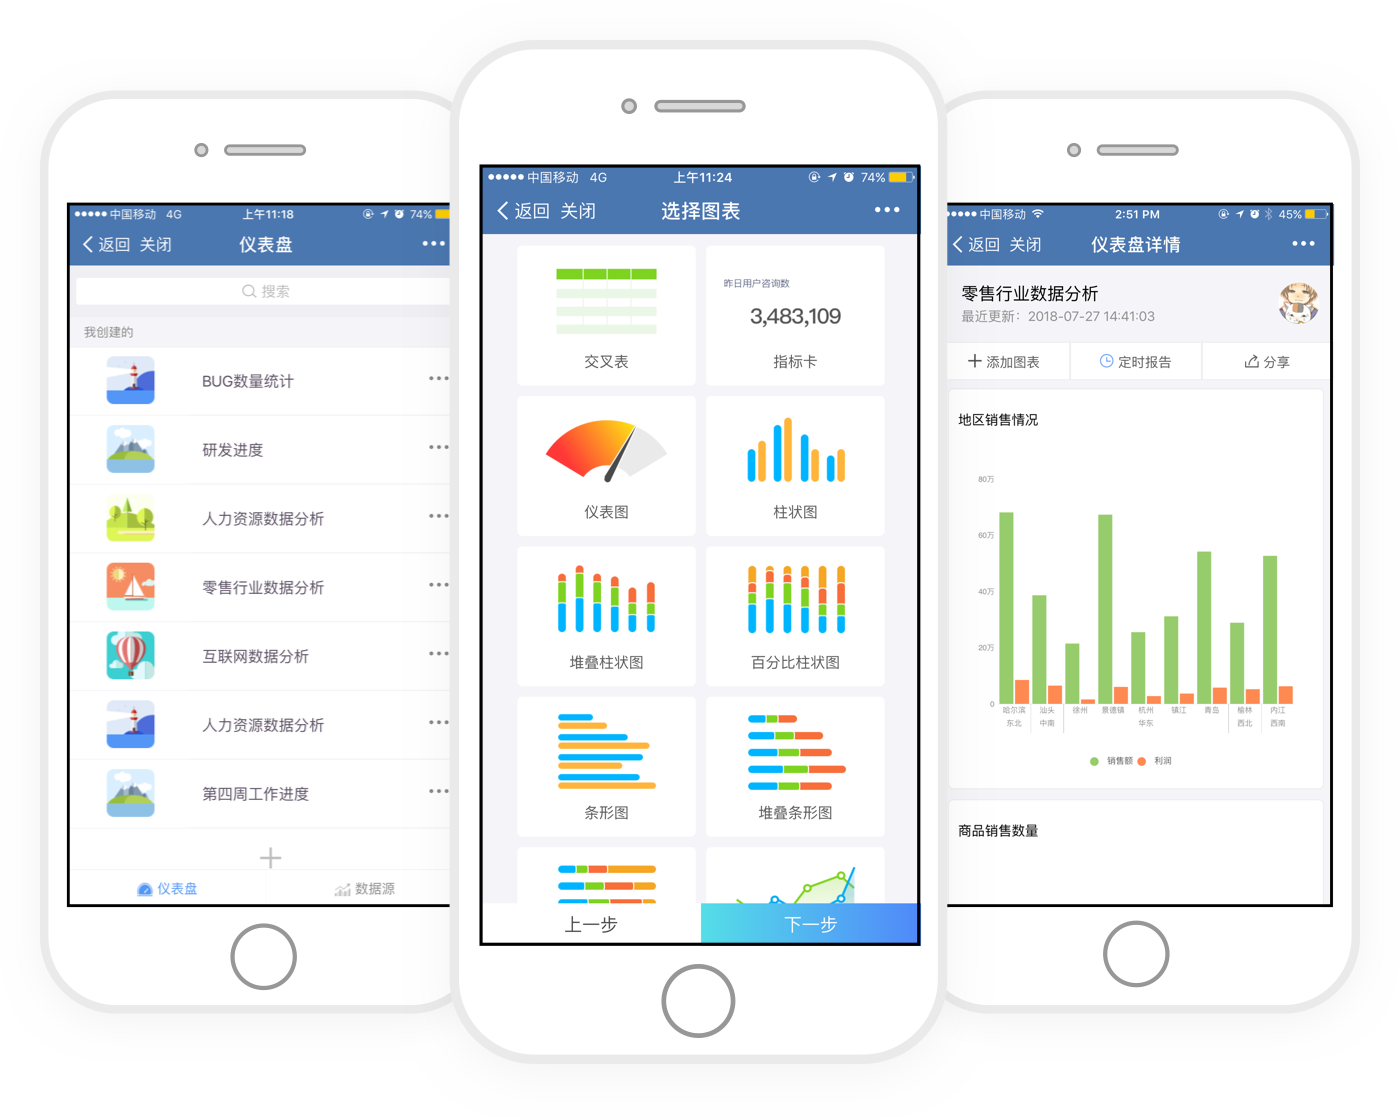 中国移动 4G 上午11:18 74%
返回 关闭 仪表盘
搜索
我创建的
BUG数量统计
研发进度
人力资源数据分析
零售行业数据分析
互联网数据分析
人力资源数据分析
第四周工作进度
仪表盘 数据源
中国移动 4G 上午11:24 74%
返回 关闭 选择图表
昨日用户咨询数
3,483,109
交叉表 指标卡
仪表图 柱状图
堆叠柱状图 百分比柱状图
条形图 堆叠条形图
上一步 下一步
中国移动 2:51 PM 45%
返回 关闭 仪表盘详情
零售行业数据分析
最近更新：2018-07-27 14:41:03
添加图表 定时报告 分享
地区销售情况
80万
60万
40万
20万
0
哈尔滨 汕头 徐州 景德镇 杭州 镇江 青岛 榆林 内江
东北 中南 华东 西北 西南
销售额 利润
商品销售数量